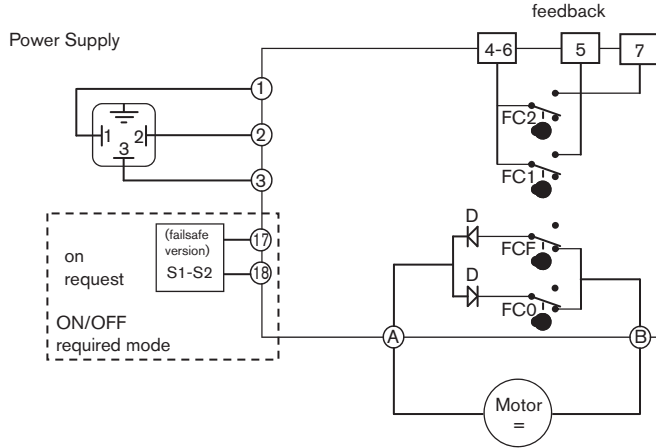 feedback
Power Supply
4-6
5
7
1
2
3
1
2
3
FC2
FC1
D
FCF
D
FC0
(failsafe
version)
S1-S2
17
18
on
request
ON/OFF
required mode
A
B
Motor
=